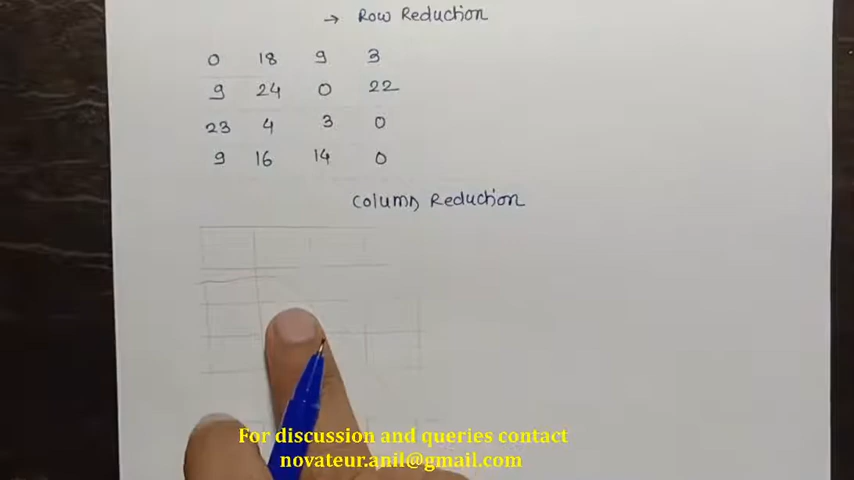 → Row Reduction
0 18 9 3
9 24 0 22
23 4 3 0
9 16 14 0
Column Reduction
For discussion and queries contact
novateur.anil@gmail.com